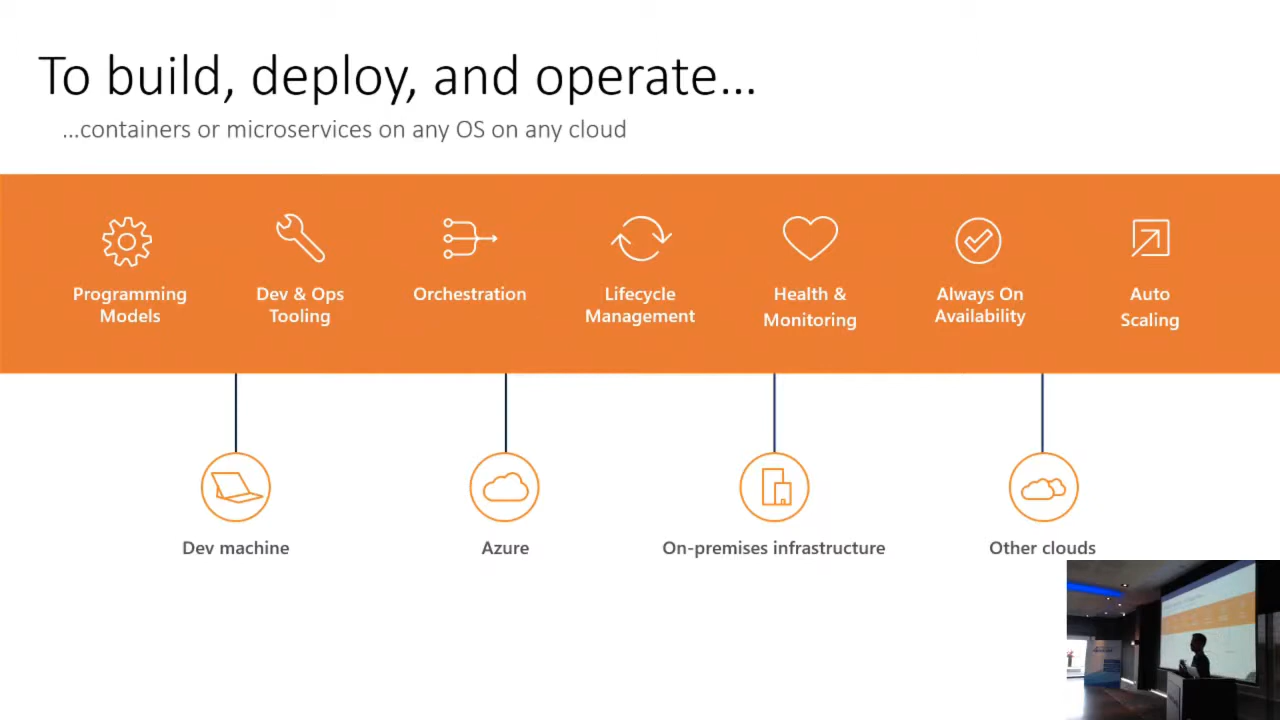 To build, deploy, and operate...
...containers or microservices on any OS on any cloud
Programming
Models
Dev & Ops
Tooling
Orchestration
Lifecycle
Management
Health &
Monitoring
Always On
Availability
Auto
Scaling
Dev machine
Azure
On-premises infrastructure
Other clouds